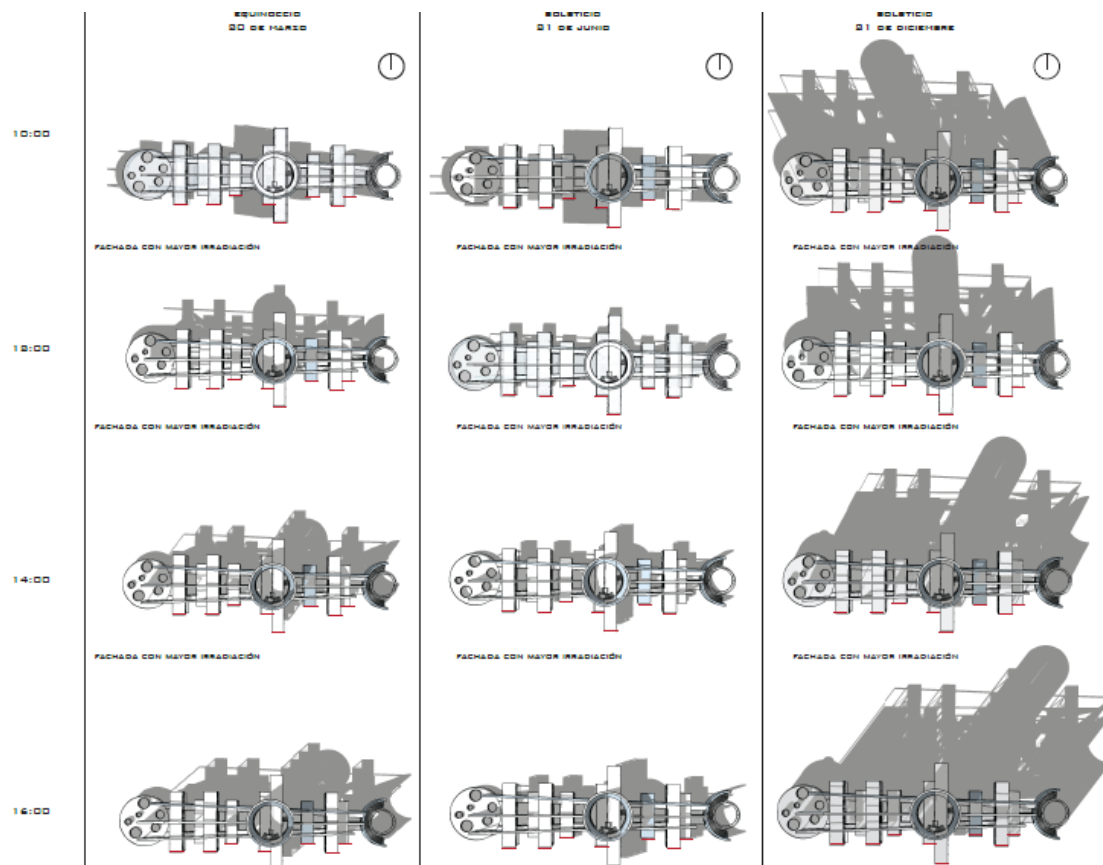 EQUINOCCIO
20 DE MARZO
SOLSTICIO
21 DE JUNIO
SOLSTICIO
21 DE DICIEMBRE
10:00
FACHADA CON MAYOR IRRADIACIÓN
FACHADA CON MAYOR IRRADIACIÓN
FACHADA CON MAYOR IRRADIACIÓN
12:00
FACHADA CON MAYOR IRRADIACIÓN
FACHADA CON MAYOR IRRADIACIÓN
FACHADA CON MAYOR IRRADIACIÓN
14:00
FACHADA CON MAYOR IRRADIACIÓN
FACHADA CON MAYOR IRRADIACIÓN
FACHADA CON MAYOR IRRADIACIÓN
16:00